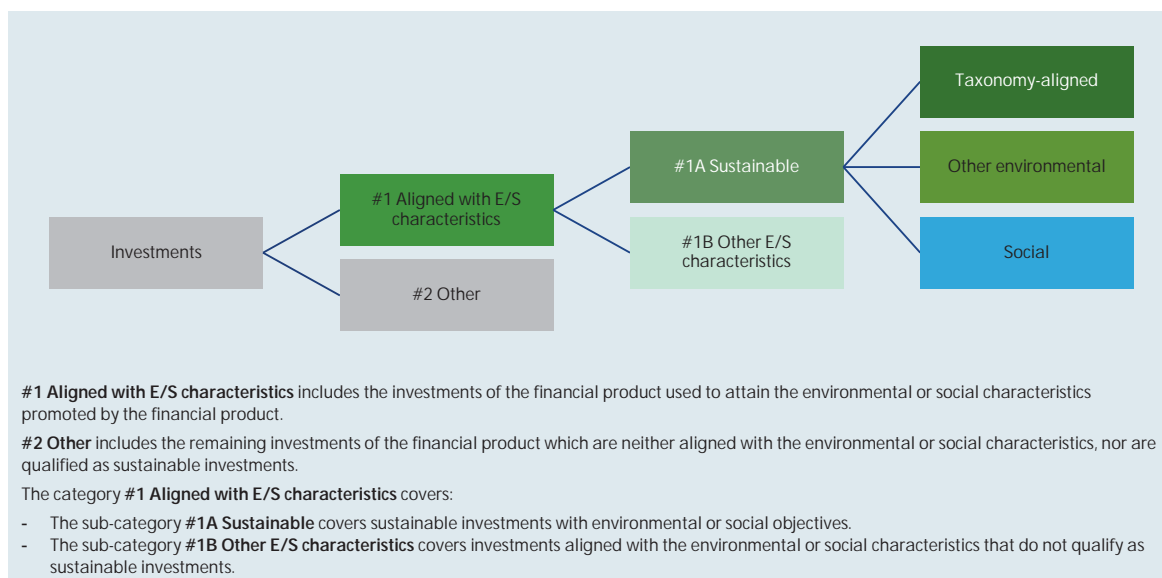 Taxonomy-aligned
#1A Sustainable
Other environmental
#1 Aligned with E/S
characteristics
Investments
#1B Other E/S
characteristics
Social
#2 Other
#1 Aligned with E/S characteristics includes the investments of the financial product used to attain the environmental or social characteristics
promoted by the financial product.
#2 Other includes the remaining investments of the financial product which are neither aligned with the environmental or social characteristics, nor are
qualified as sustainable investments.
The category #1 Aligned with E/S characteristics covers:
- The sub-category #1A Sustainable covers sustainable investments with environmental or social objectives.
- The sub-category #1B Other E/S characteristics covers investments aligned with the environmental or social characteristics that do not qualify as
sustainable investments.